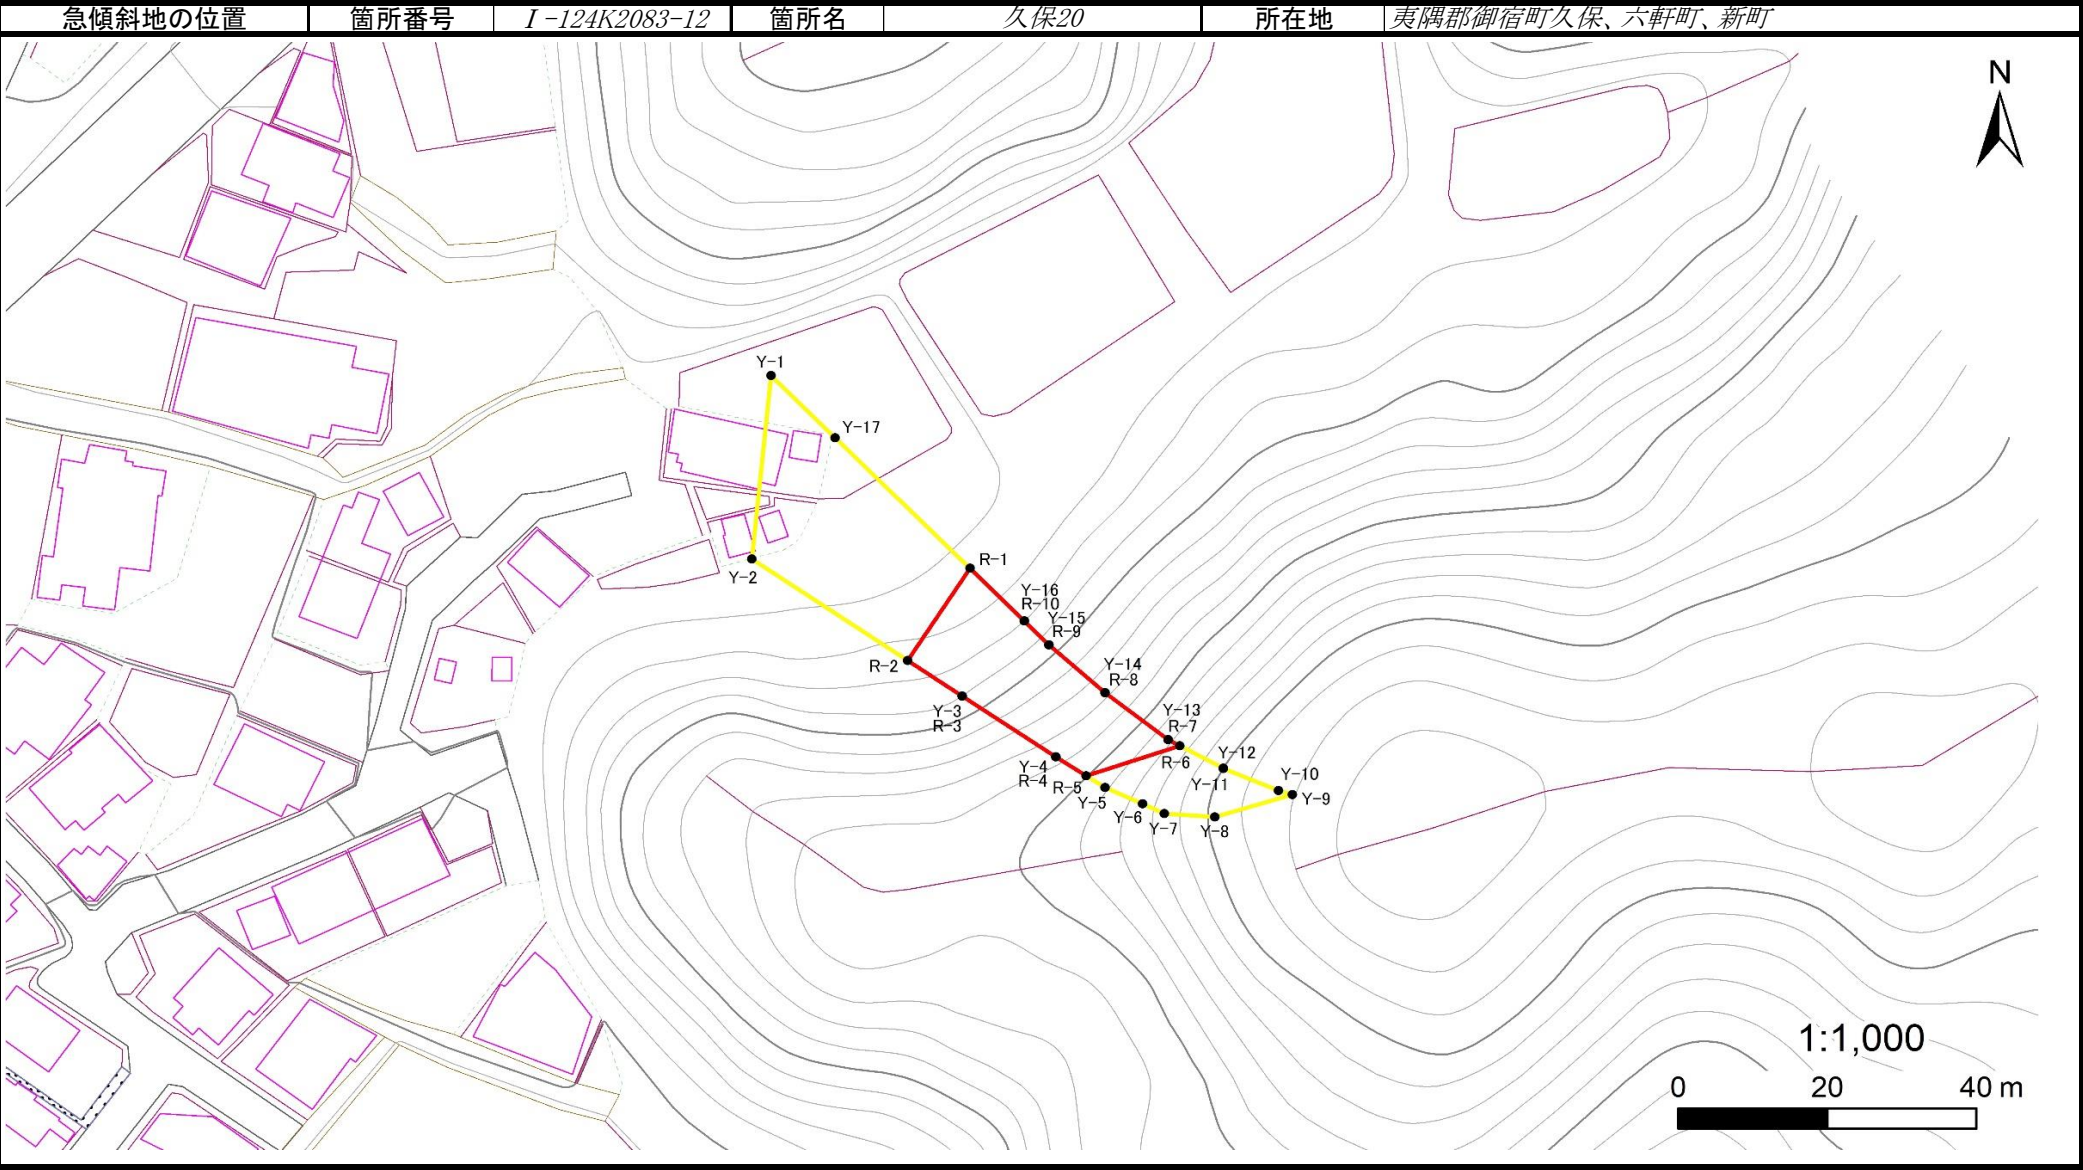 急傾斜地の位置 箇所番号 Ⅰ-124K2083-12 箇所名 久保20 所在地 夷隅郡御宿町久保、六軒町、新町
N
Y-1
Y-17
R-1
Y-2
Y-16
R-10
Y-15
R-9
R-2
Y-14
R-8
Y-3
R-3
Y-13
R-7
Y-12
R-6
Y-4
R-4
R-5
Y-11
Y-10
Y-9
Y-5
Y-6
Y-7
Y-8
1:1,000
0 20 40 m